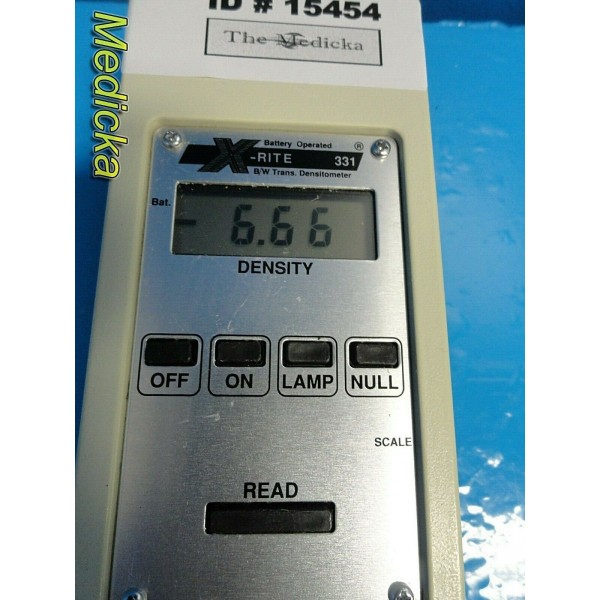 ID # 15454
The Medicka
Medicka
Battery Operated ®
X-RITE 331
B/W Trans. Densitometer
Bat.
- 6.66
DENSITY
OFF ON LAMP NULL
SCALE
READ